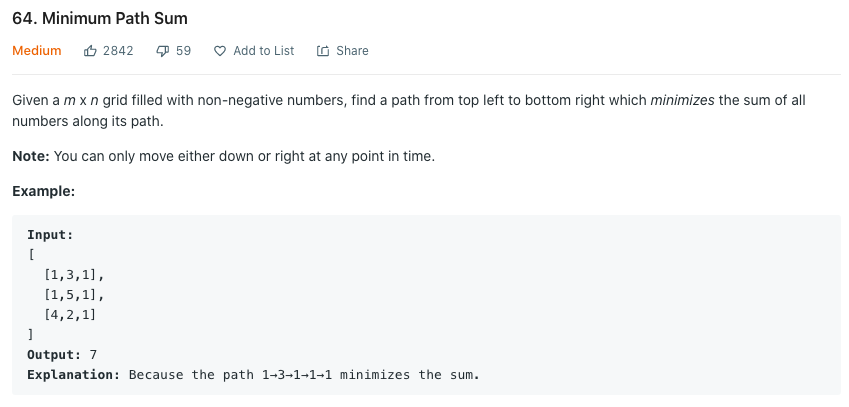 64. Minimum Path Sum
Medium 2842 59 Add to List Share
Given a m x n grid filled with non-negative numbers, find a path from top left to bottom right which minimizes the sum of all
numbers along its path.
Note: You can only move either down or right at any point in time.
Example:
Input:
[
  [1,3,1],
  [1,5,1],
  [4,2,1]
]
Output: 7
Explanation: Because the path 1→3→1→1→1 minimizes the sum.